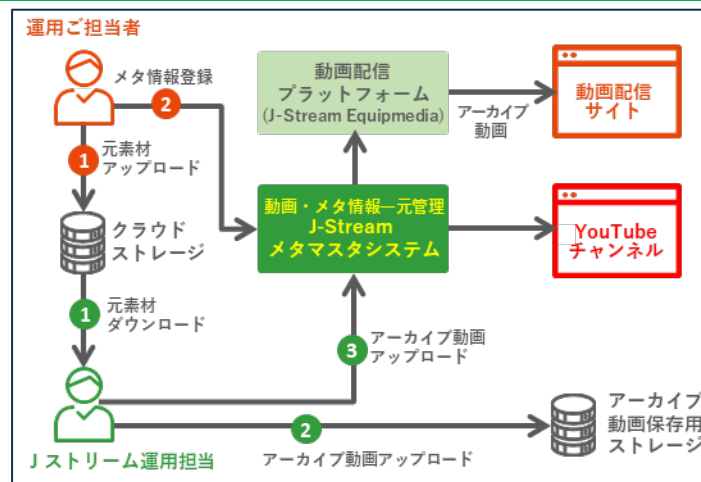 運用ご担当者
メタ情報登録
2
1
元素材
アップロード
クラウド
ストレージ
1
元素材
ダウンロード
Jストリーム運用担当
動画配信
プラットフォーム
(J-Stream Equipmedia)
アーカイブ
動画
動画配信
サイト
動画・メタ情報一元管理
J-Stream
メタマスタシステム
YouTube
チャンネル
3
アーカイブ動画
アップロード
2
アーカイブ動画アップロード
アーカイブ
動画保存用
ストレージ